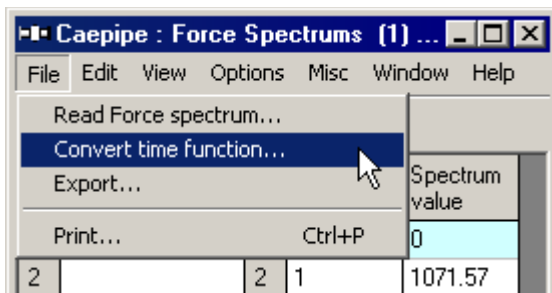 Caepipe : Force Spectrums (1) ...
File Edit View Options Misc Window Help
Read Force spectrum...
Convert time function...
Export...
Print... Ctrl+P
Spectrum
value
0
2 2 1 1071.57